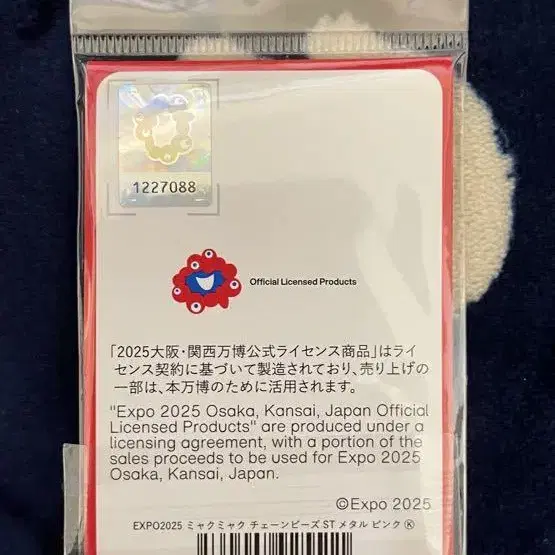 1227088
Official Licensed Products
「2025大阪・関西万博公式ライセンス商品」はライ
センス契約に基づいて製造されており、売り上げの
一部は、本万博のために活用されます。
"Expo 2025 Osaka, Kansai, Japan Official
Licensed Products" are produced under a
licensing agreement, with a portion of the
sales proceeds to be used for Expo 2025
Osaka, Kansai, Japan.
©Expo 2025
EXPO2025 ミャクミャク チェーンビーズ ST メタル ピンク Ⓚ